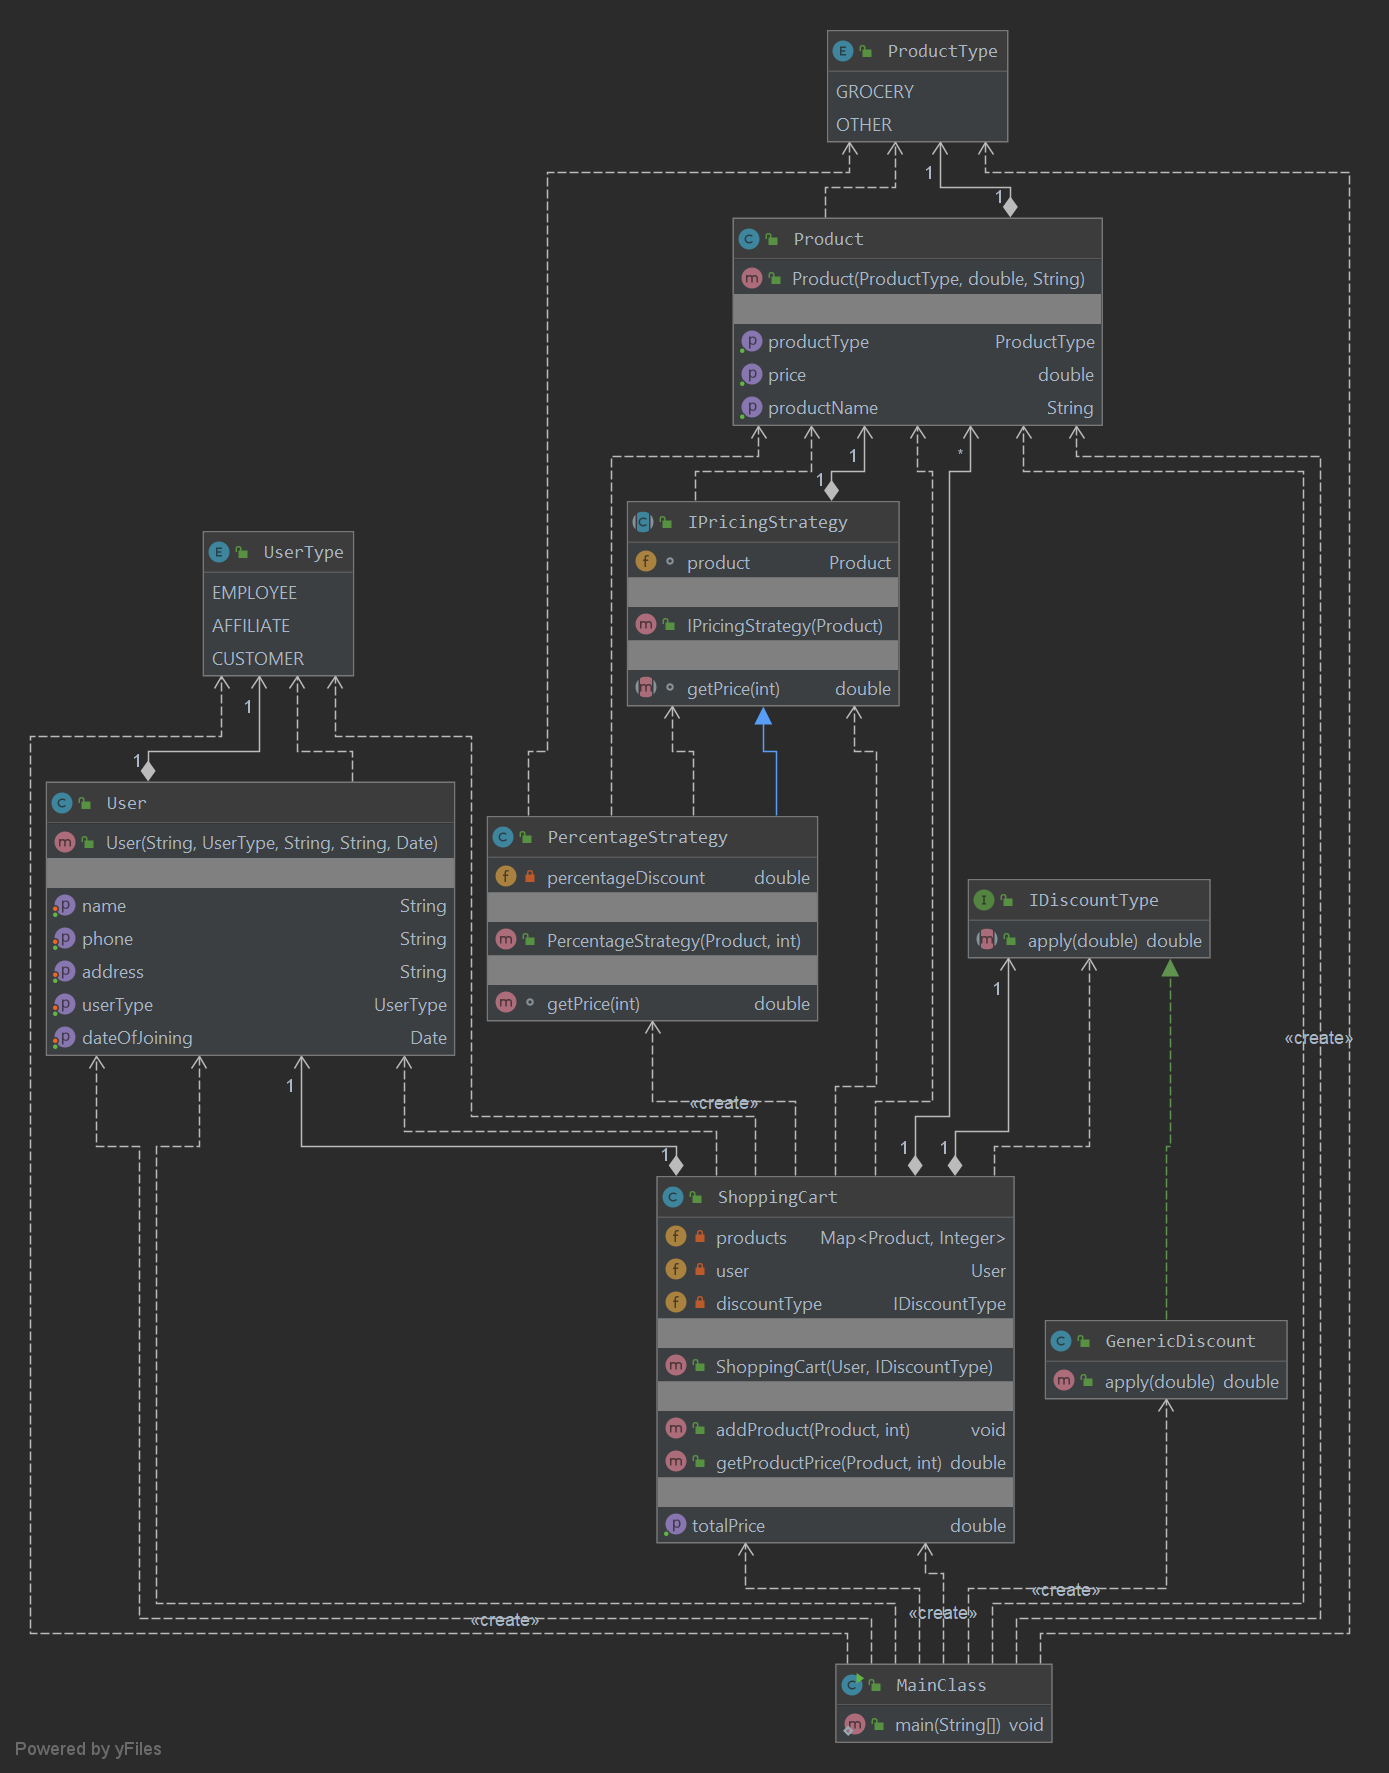 ProductType
GROCERY
OTHER
1
1
Product
Product(ProductType, double, String)
productType ProductType
price double
productName String
1
*
1
IPricingStrategy
product Product
IPricingStrategy(Product)
getPrice(int) double
UserType
EMPLOYEE
AFFILIATE
CUSTOMER
1
1
User
User(String, UserType, String, String, Date)
name String
phone String
address String
userType UserType
dateOfJoining Date
PercentageStrategy
percentageDiscount double
PercentageStrategy(Product, int)
getPrice(int) double
IDiscountType
apply(double) double
1
«create»
1
«create»
1
1
1
ShoppingCart
products Map<Product, Integer>
user User
discountType IDiscountType
ShoppingCart(User, IDiscountType)
addProduct(Product, int) void
getProductPrice(Product, int) double
totalPrice double
GenericDiscount
apply(double) double
«create»
«create»
«create»
MainClass
main(String[]) void
Powered by yFiles
E
E
C
m
p
p
p
C
f
m
m
C
m
p
p
p
p
p
C
f
m
m
I
m
C
f
f
f
m
m
m
p
C
m
C
m